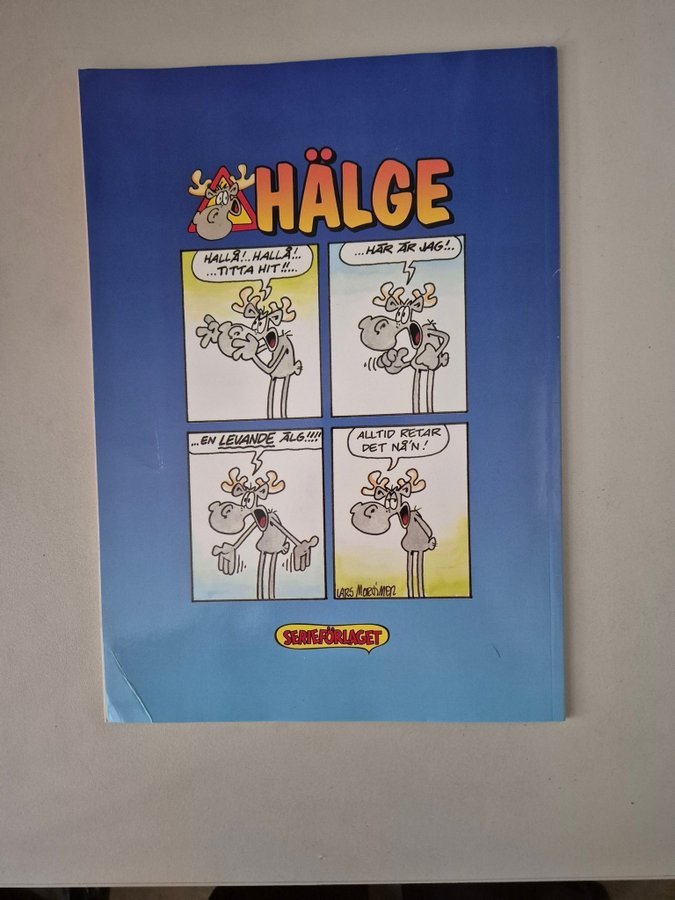 HÄLGE
HALLÅ!..HALLÅ!..
...TITTA HIT!!...
...HÄR ÄR JAG!..
...EN LEVANDE ÄLG!!!!
ALLTID RETAR
DET NÅ'N!
LARS MORTIMER
SERIEFÖRLAGET